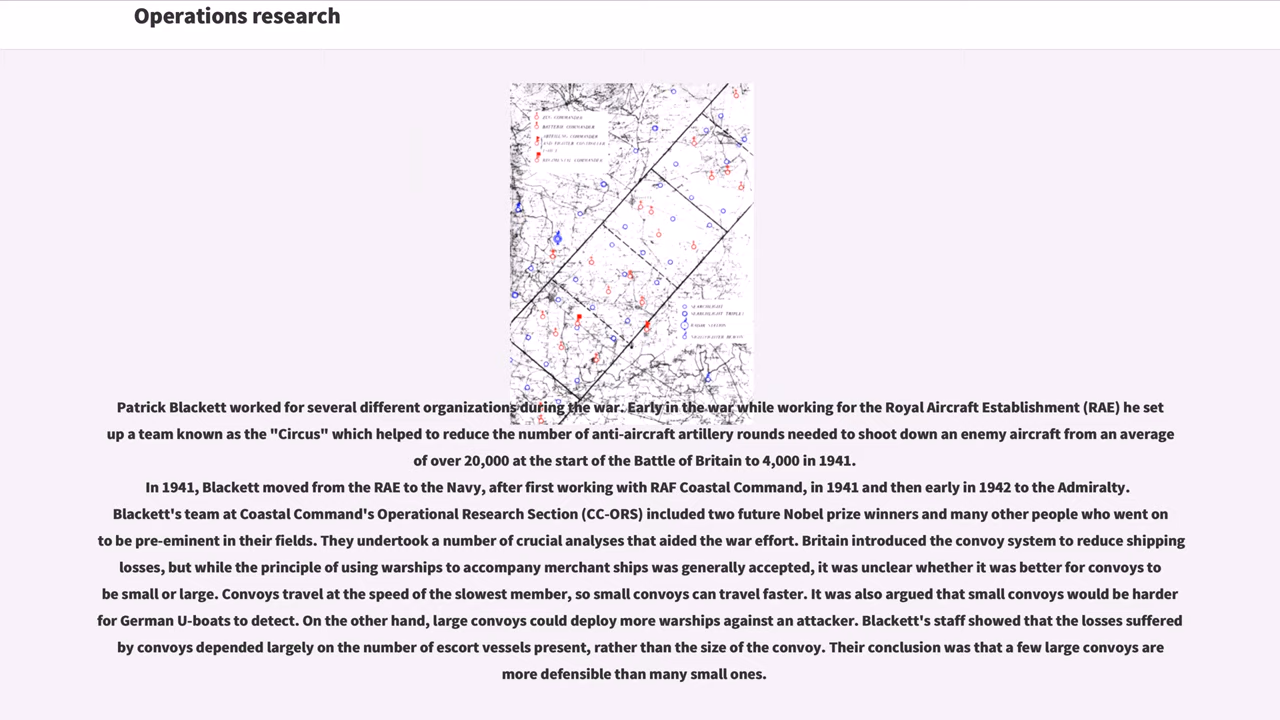 Operations research
ZUG COMMANDER
BATTERIE COMMANDER
REGIMENTAL COMMANDER
SEARCHLIGHT
Patrick Blackett worked for several different organizations during the war. Early in the war while working for the Royal Aircraft Establishment (RAE) he set
up a team known as the "Circus" which helped to reduce the number of anti-aircraft artillery rounds needed to shoot down an enemy aircraft from an average
of over 20,000 at the start of the Battle of Britain to 4,000 in 1941.
In 1941, Blackett moved from the RAE to the Navy, after first working with RAF Coastal Command, in 1941 and then early in 1942 to the Admiralty.
Blackett's team at Coastal Command's Operational Research Section (CC-ORS) included two future Nobel prize winners and many other people who went on
to be pre-eminent in their fields. They undertook a number of crucial analyses that aided the war effort. Britain introduced the convoy system to reduce shipping
losses, but while the principle of using warships to accompany merchant ships was generally accepted, it was unclear whether it was better for convoys to
be small or large. Convoys travel at the speed of the slowest member, so small convoys can travel faster. It was also argued that small convoys would be harder
for German U-boats to detect. On the other hand, large convoys could deploy more warships against an attacker. Blackett's staff showed that the losses suffered
by convoys depended largely on the number of escort vessels present, rather than the size of the convoy. Their conclusion was that a few large convoys are
more defensible than many small ones.